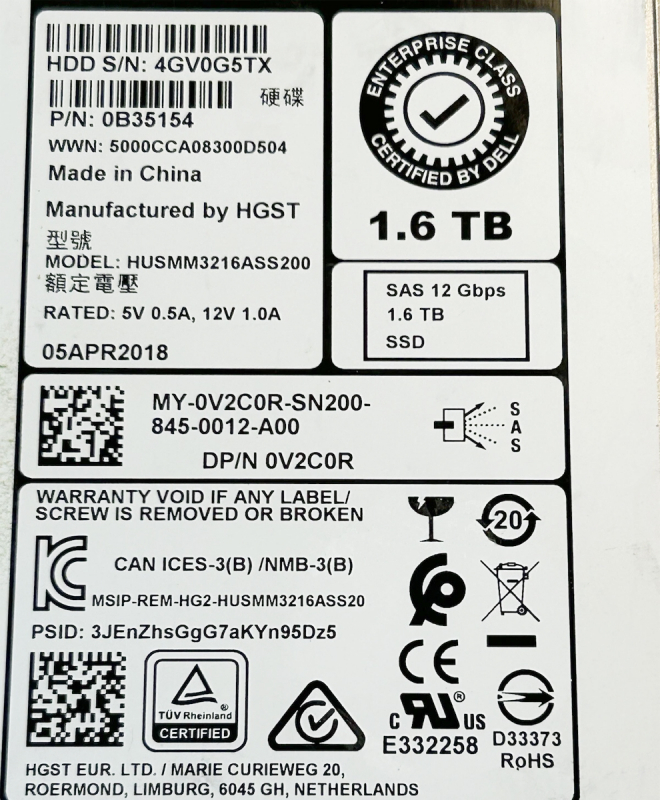 HDD S/N: 4GV0G5TX
硬碟
P/N: 0B35154
WWN: 5000CCA08300D504
Made in China
Manufactured by HGST
型號
MODEL: HUSMM3216ASS200
額定電壓
RATED: 5V 0.5A, 12V 1.0A
05APR2018
ENTERPRISE CLASS
CERTIFIED BY DELL
1.6 TB
SAS 12 Gbps
1.6 TB
SSD
MY-0V2C0R-SN200-
845-0012-A00
DP/N 0V2C0R
SAS
WARRANTY VOID IF ANY LABEL/
SCREW IS REMOVED OR BROKEN
20
CAN ICES-3(B) /NMB-3(B)
MSIP-REM-HG2-HUSMM3216ASS20
PSID: 3JEnZhsGgG7aKYn95Dz5
TÜV Rheinland ®
CERTIFIED
CE
c RU ® US
E332258
D33373
RoHS
HGST EUR. LTD. / MARIE CURIEWEG 20,
ROERMOND, LIMBURG, 6045 GH, NETHERLANDS